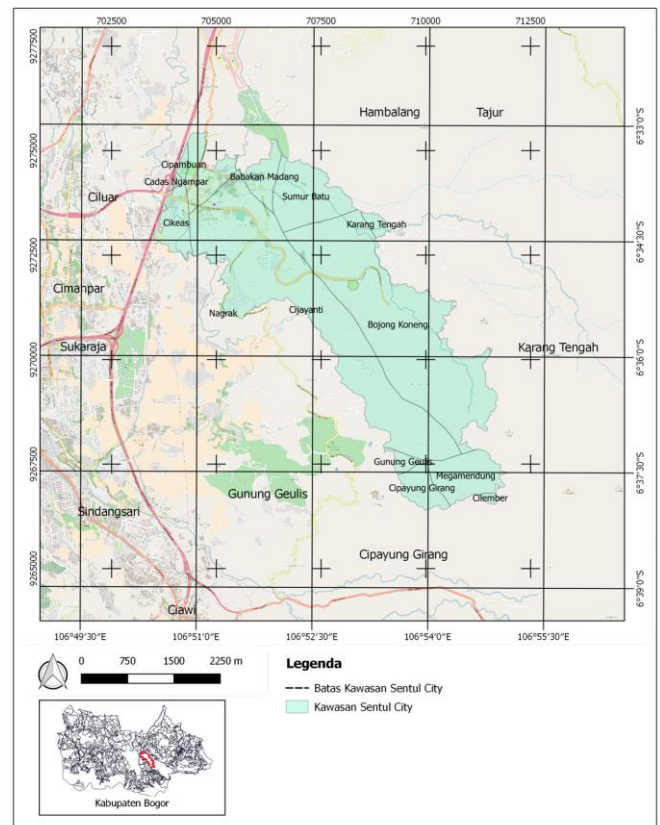 702500 705000 707500 710000 712500
9277500
Hambalang Tajur
6°33'0"S
9275000
Cipambuan
Babakan Madang
Cadas Ngampar
Sumur Batu
Ciluar
Cikeas
Karang Tengah
6°34'30"S
9272500
Cimanpar
Nagrak
Cijayanti
Bojong Koneng
Sukaraja
Karang Tengah
6°36'0"S
9270000
Gunung Geulis
9267500
6°37'30"S
Megamendung
Cipayung Girang
Gunung Geulis
Cilember
Sindangsari
Cipayung Girang
9265000
6°39'0"S
Ciawi
106°49'30"E 106°51'0"E 106°52'30"E 106°54'0"E 106°55'30"E
0 750 1500 2250 m
Legenda
Batas Kawasan Sentul City
Kawasan Sentul City
Kabupaten Bogor